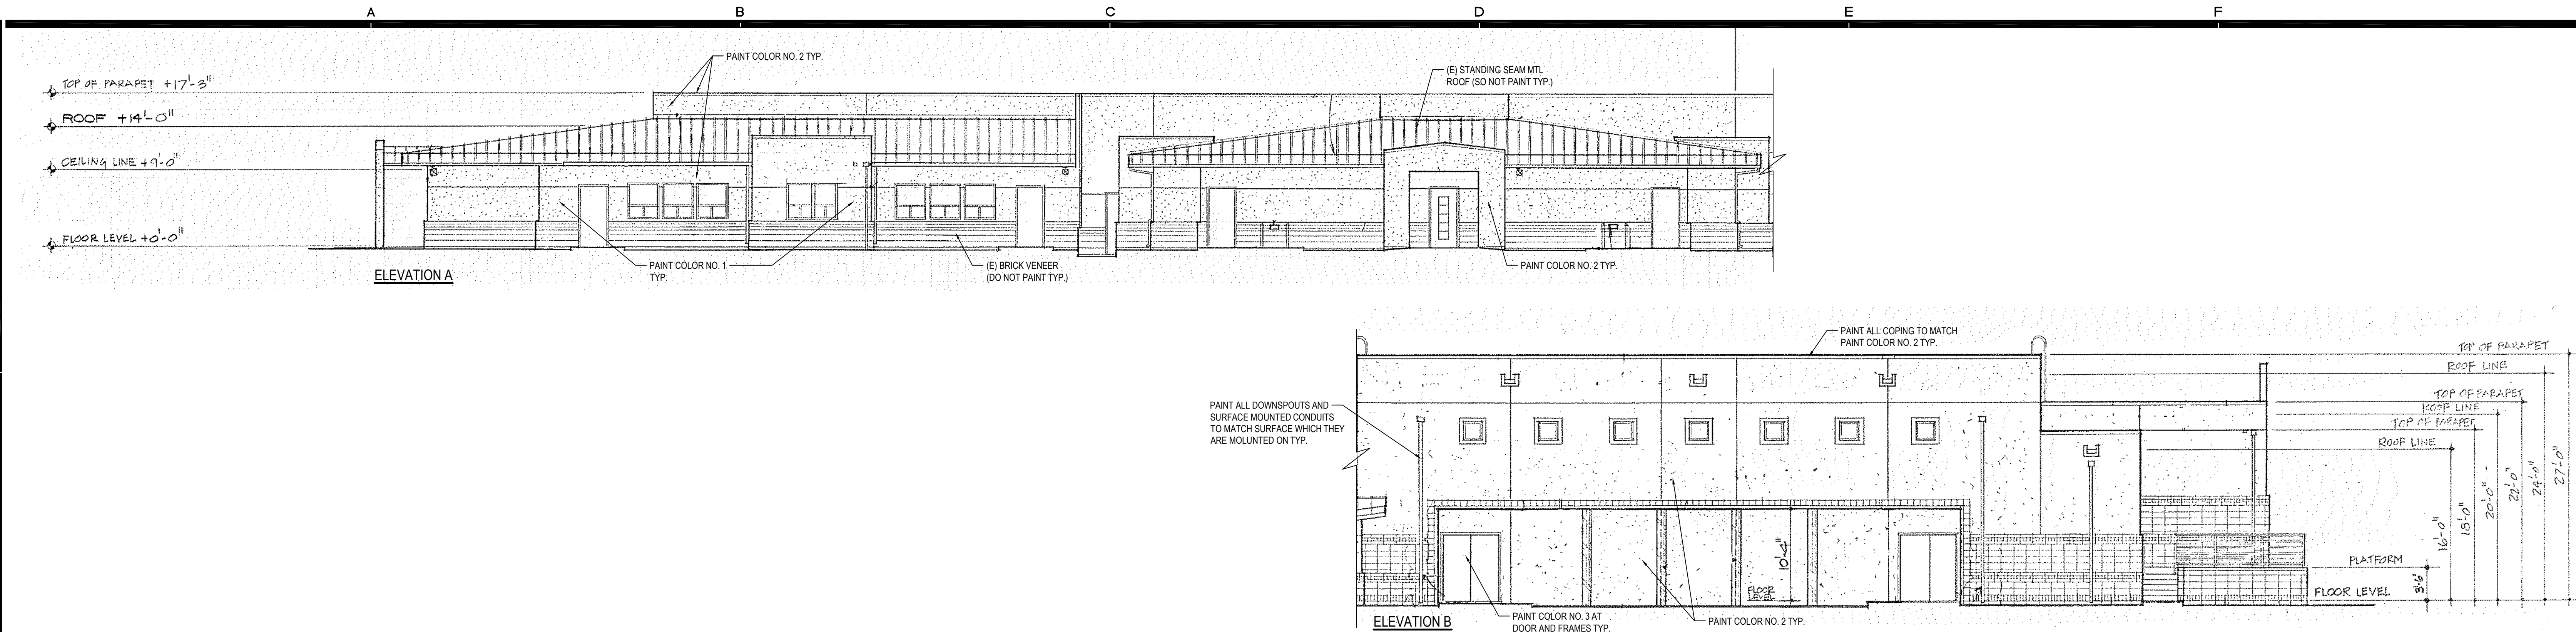 A B C D E F
PAINT COLOR NO. 2 TYP.
(E) STANDING SEAM MTL
ROOF (SO NOT PAINT TYP.)
TOP OF PARAPET +17'-3"
ROOF +14'-0"
CEILING LINE +9'-0"
FLOOR LEVEL +0'-0"
ELEVATION A
PAINT COLOR NO. 1
TYP.
(E) BRICK VENEER
(DO NOT PAINT TYP.)
PAINT COLOR NO. 2 TYP.
PAINT ALL COPING TO MATCH
PAINT COLOR NO. 2 TYP.
PAINT ALL DOWNSPOUTS AND
SURFACE MOUNTED CONDUITS
TO MATCH SURFACE WHICH THEY
ARE MOLUNTED ON TYP.
TOP OF PARAPET
ROOF LINE
TOP OF PARAPET
ROOF LINE
TOP OF PARAPET
ROOF LINE
16'-0"
18'-0"
20'-0"
22'-0"
24'-0"
27'-0"
10'-4"
FLOOR
LEVEL
PLATFORM
3'-6"
FLOOR LEVEL
ELEVATION B
PAINT COLOR NO. 3 AT
DOOR AND FRAMES TYP.
PAINT COLOR NO. 2 TYP.